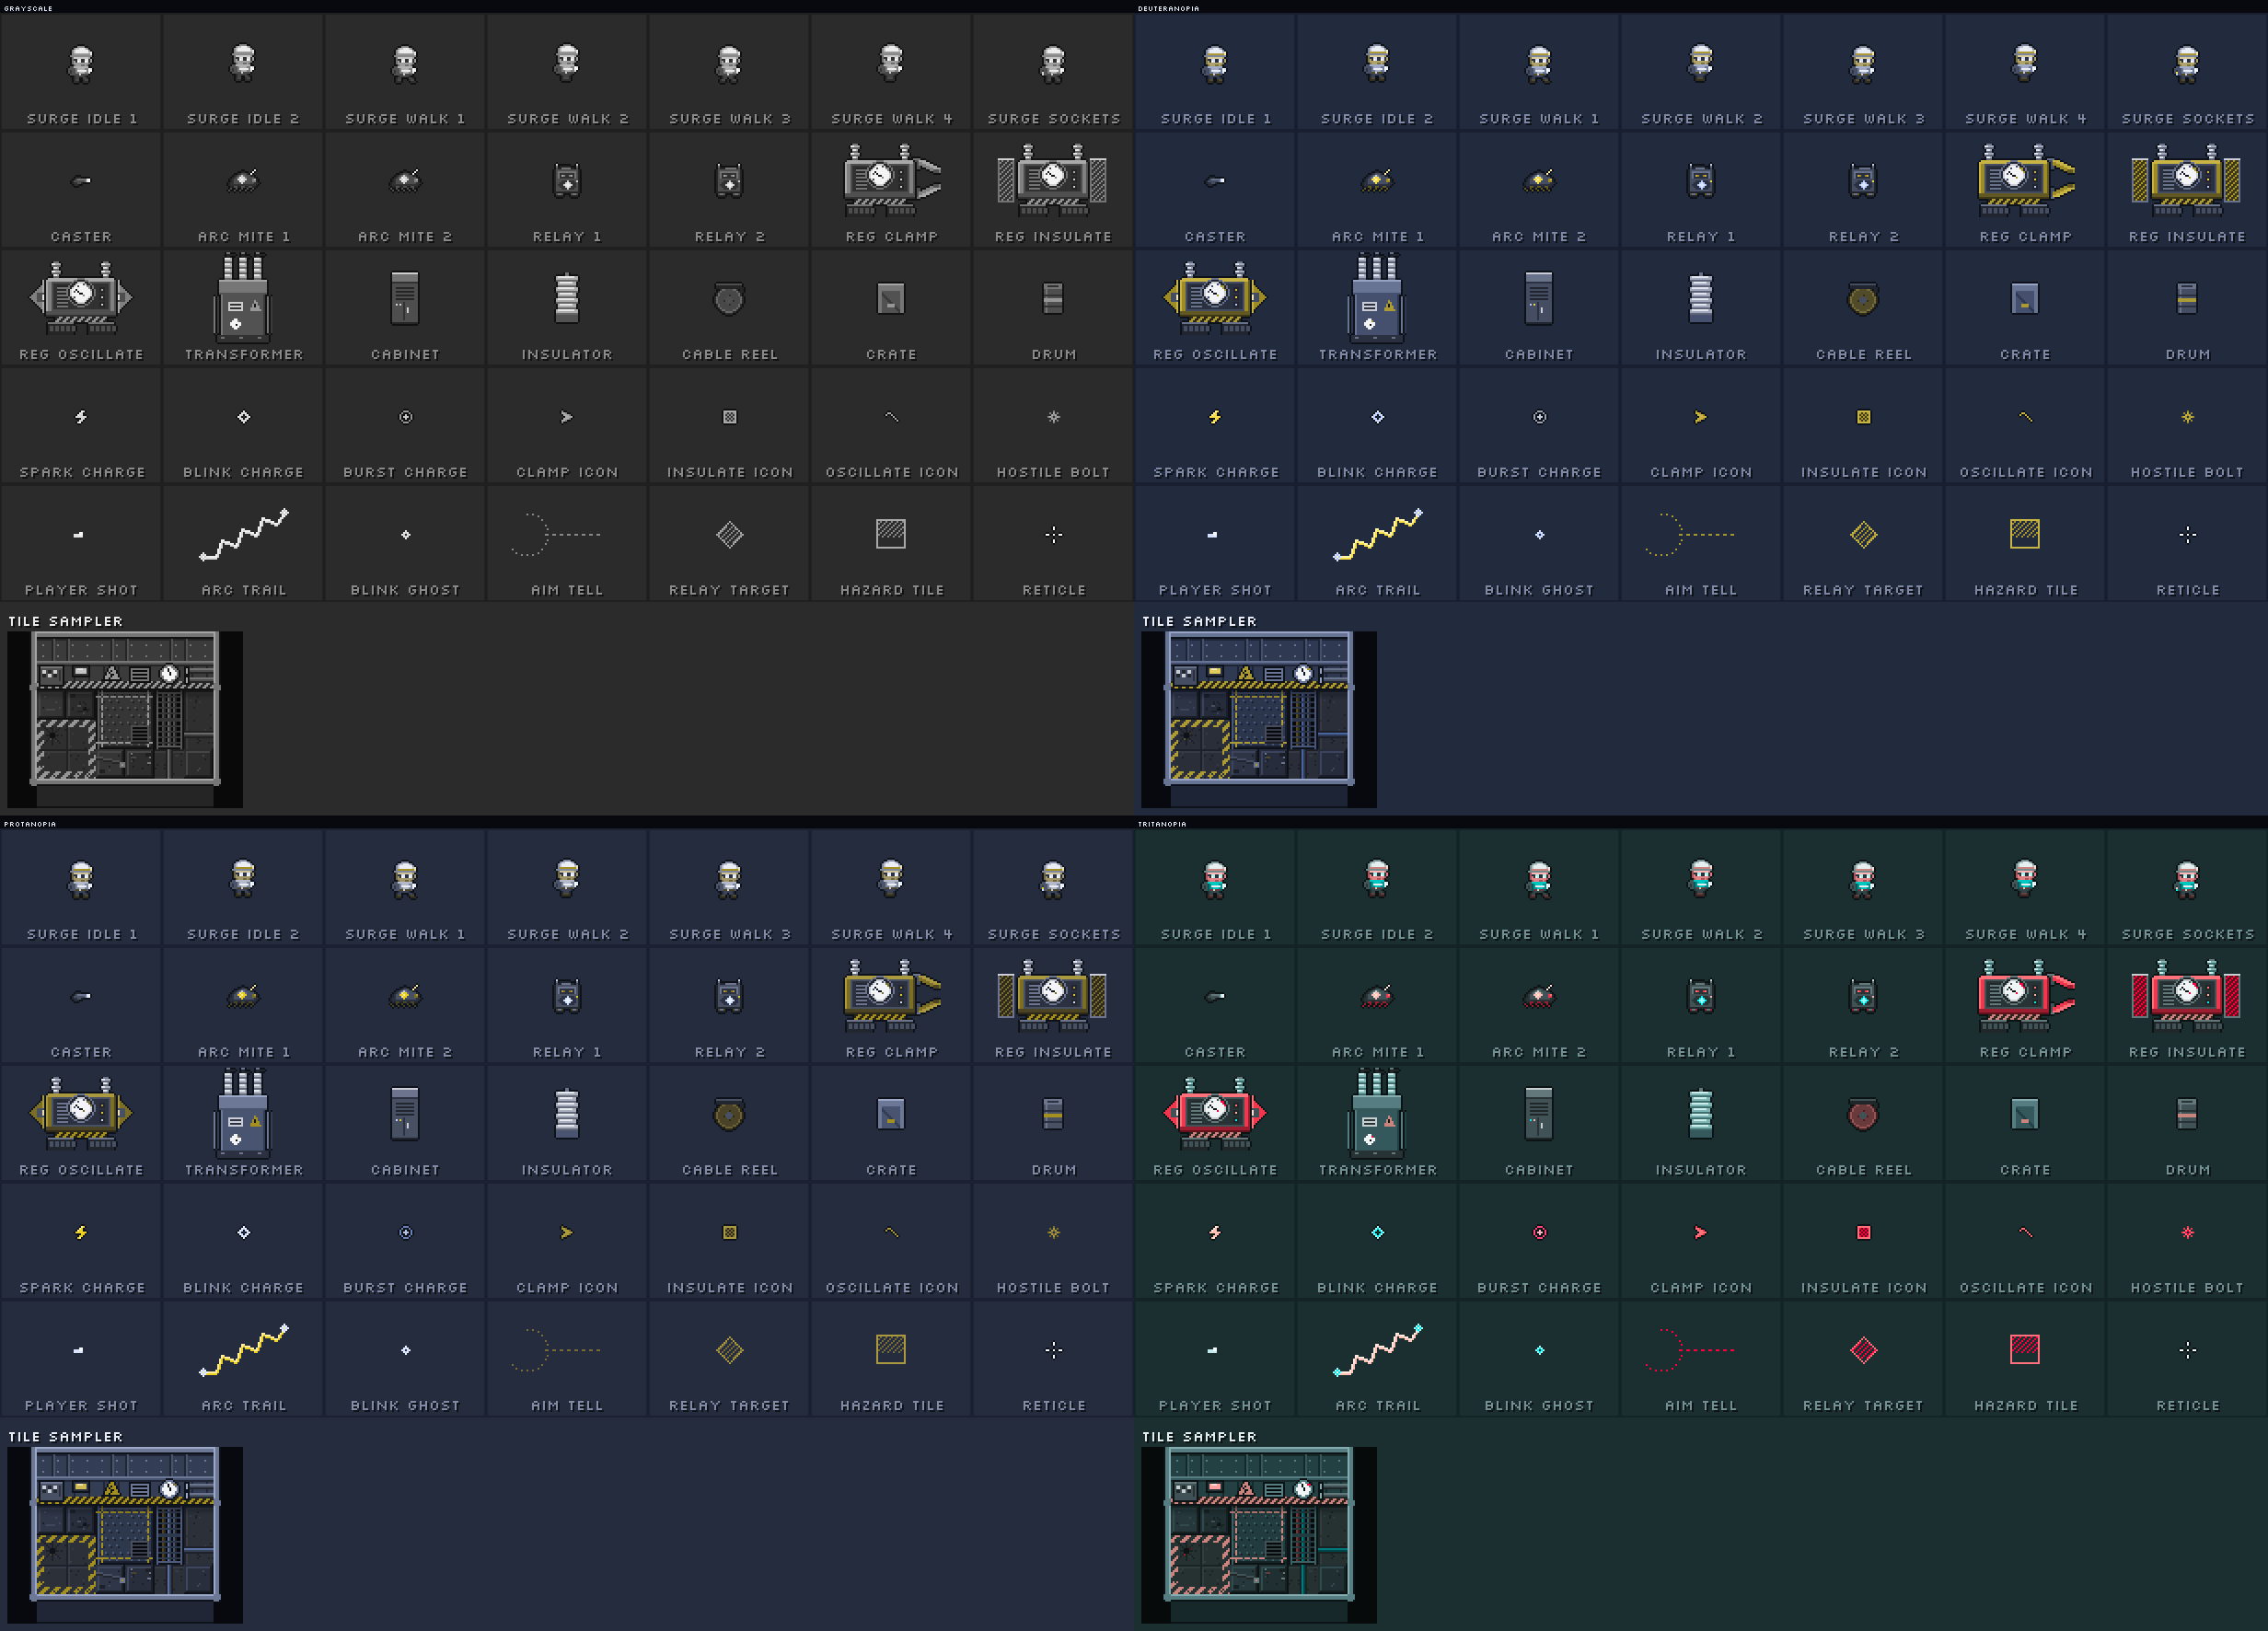 GRAYSCALE
SURGE IDLE 1 SURGE IDLE 2 SURGE WALK 1 SURGE WALK 2 SURGE WALK 3 SURGE WALK 4 SURGE SOCKETS
CASTER ARC MITE 1 ARC MITE 2 RELAY 1 RELAY 2 REG CLAMP REG INSULATE
REG OSCILLATE TRANSFORMER CABINET INSULATOR CABLE REEL CRATE DRUM
SPARK CHARGE BLINK CHARGE BURST CHARGE CLAMP ICON INSULATE ICON OSCILLATE ICON HOSTILE BOLT
PLAYER SHOT ARC TRAIL BLINK GHOST AIM TELL RELAY TARGET HAZARD TILE RETICLE
TILE SAMPLER
DEUTERANOPIA
SURGE IDLE 1 SURGE IDLE 2 SURGE WALK 1 SURGE WALK 2 SURGE WALK 3 SURGE WALK 4 SURGE SOCKETS
CASTER ARC MITE 1 ARC MITE 2 RELAY 1 RELAY 2 REG CLAMP REG INSULATE
REG OSCILLATE TRANSFORMER CABINET INSULATOR CABLE REEL CRATE DRUM
SPARK CHARGE BLINK CHARGE BURST CHARGE CLAMP ICON INSULATE ICON OSCILLATE ICON HOSTILE BOLT
PLAYER SHOT ARC TRAIL BLINK GHOST AIM TELL RELAY TARGET HAZARD TILE RETICLE
TILE SAMPLER
PROTANOPIA
SURGE IDLE 1 SURGE IDLE 2 SURGE WALK 1 SURGE WALK 2 SURGE WALK 3 SURGE WALK 4 SURGE SOCKETS
CASTER ARC MITE 1 ARC MITE 2 RELAY 1 RELAY 2 REG CLAMP REG INSULATE
REG OSCILLATE TRANSFORMER CABINET INSULATOR CABLE REEL CRATE DRUM
SPARK CHARGE BLINK CHARGE BURST CHARGE CLAMP ICON INSULATE ICON OSCILLATE ICON HOSTILE BOLT
PLAYER SHOT ARC TRAIL BLINK GHOST AIM TELL RELAY TARGET HAZARD TILE RETICLE
TILE SAMPLER
TRITANOPIA
SURGE IDLE 1 SURGE IDLE 2 SURGE WALK 1 SURGE WALK 2 SURGE WALK 3 SURGE WALK 4 SURGE SOCKETS
CASTER ARC MITE 1 ARC MITE 2 RELAY 1 RELAY 2 REG CLAMP REG INSULATE
REG OSCILLATE TRANSFORMER CABINET INSULATOR CABLE REEL CRATE DRUM
SPARK CHARGE BLINK CHARGE BURST CHARGE CLAMP ICON INSULATE ICON OSCILLATE ICON HOSTILE BOLT
PLAYER SHOT ARC TRAIL BLINK GHOST AIM TELL RELAY TARGET HAZARD TILE RETICLE
TILE SAMPLER